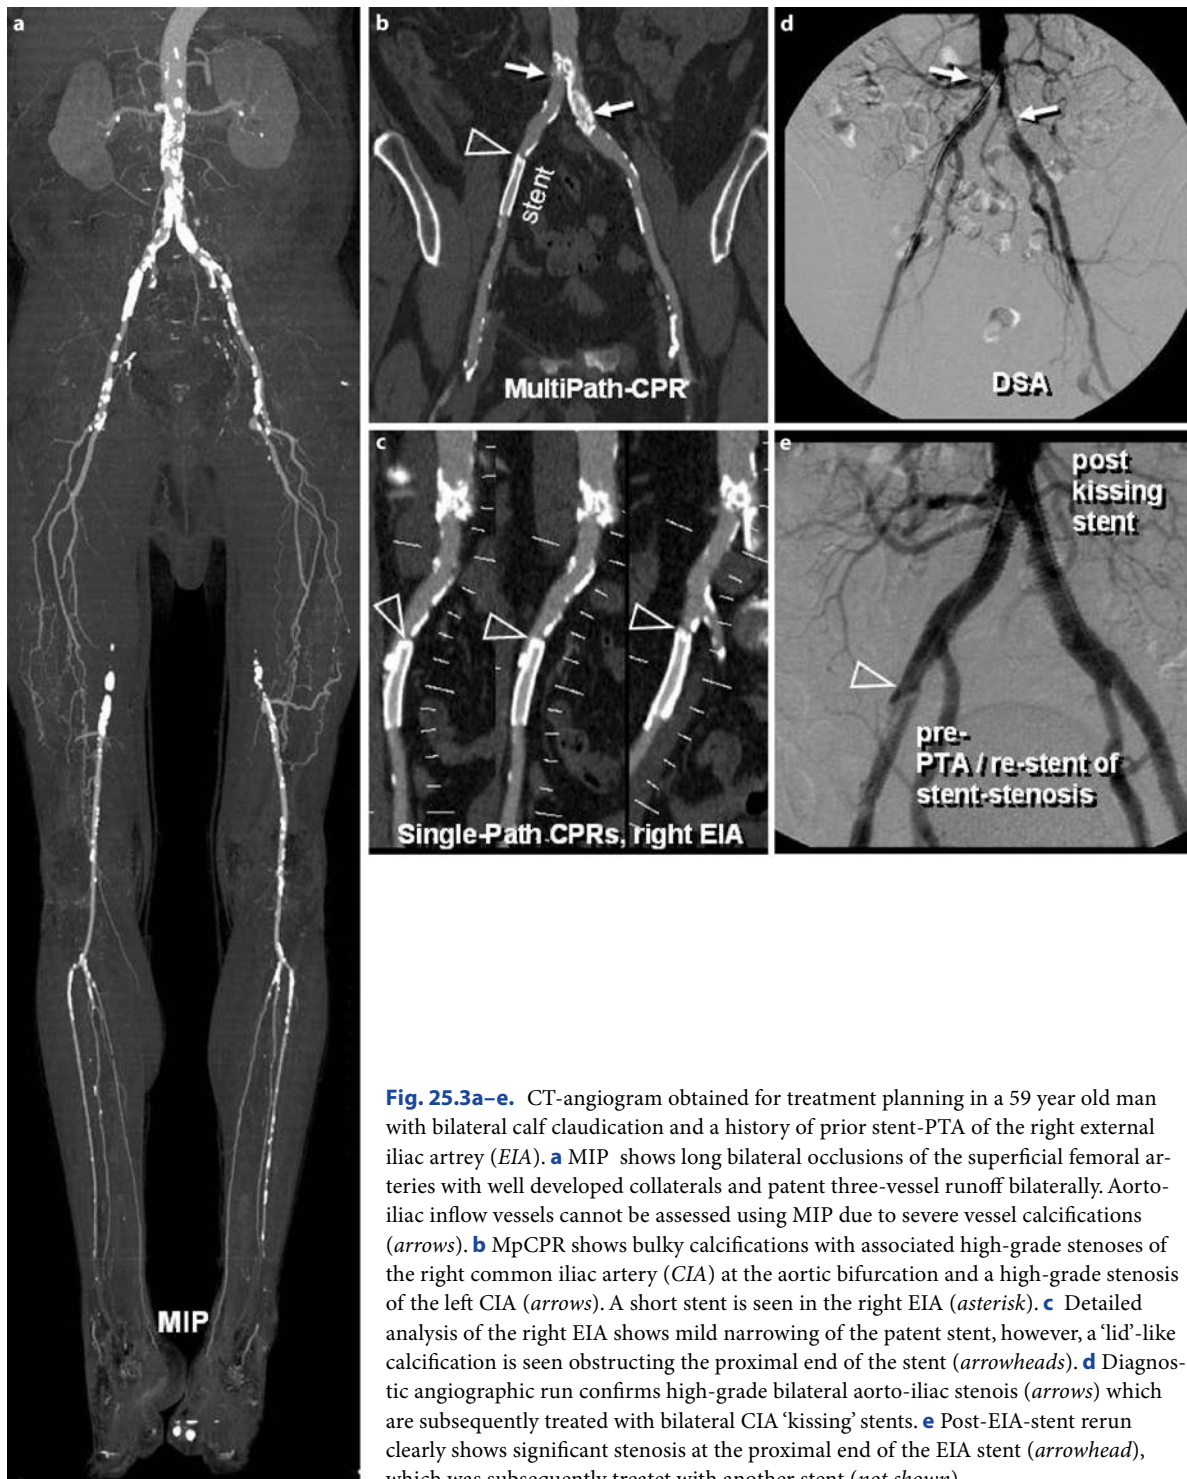 a
b
d
stent
MultiPath-CPR
DSA
c
e
post
kissing
stent
pre-
PTA / re-stent of
stent-stenosis
Single-Path CPRs, right EIA
MIP
Fig. 25.3a–e. CT-angiogram obtained for treatment planning in a 59 year old man
with bilateral calf claudication and a history of prior stent-PTA of the right external
iliac artrey (EIA). a MIP shows long bilateral occlusions of the superficial femoral ar-
teries with well developed collaterals and patent three-vessel runoff bilaterally. Aorto-
iliac inflow vessels cannot be assessed using MIP due to severe vessel calcifications
(arrows). b MpCPR shows bulky calcifications with associated high-grade stenoses of
the right common iliac artery (CIA) at the aortic bifurcation and a high-grade stenosis
of the left CIA (arrows). A short stent is seen in the right EIA (asterisk). c Detailed
analysis of the right EIA shows mild narrowing of the patent stent, however, a ‘lid’-like
calcification is seen obstructing the proximal end of the stent (arrowheads). d Diagnos-
tic angiographic run confirms high-grade bilateral aorto-iliac stenois (arrows) which
are subsequently treated with bilateral CIA ‘kissing’ stents. e Post-EIA-stent rerun
clearly shows significant stenosis at the proximal end of the EIA stent (arrowhead),
which was subsequently treatet with another stent (not shown)